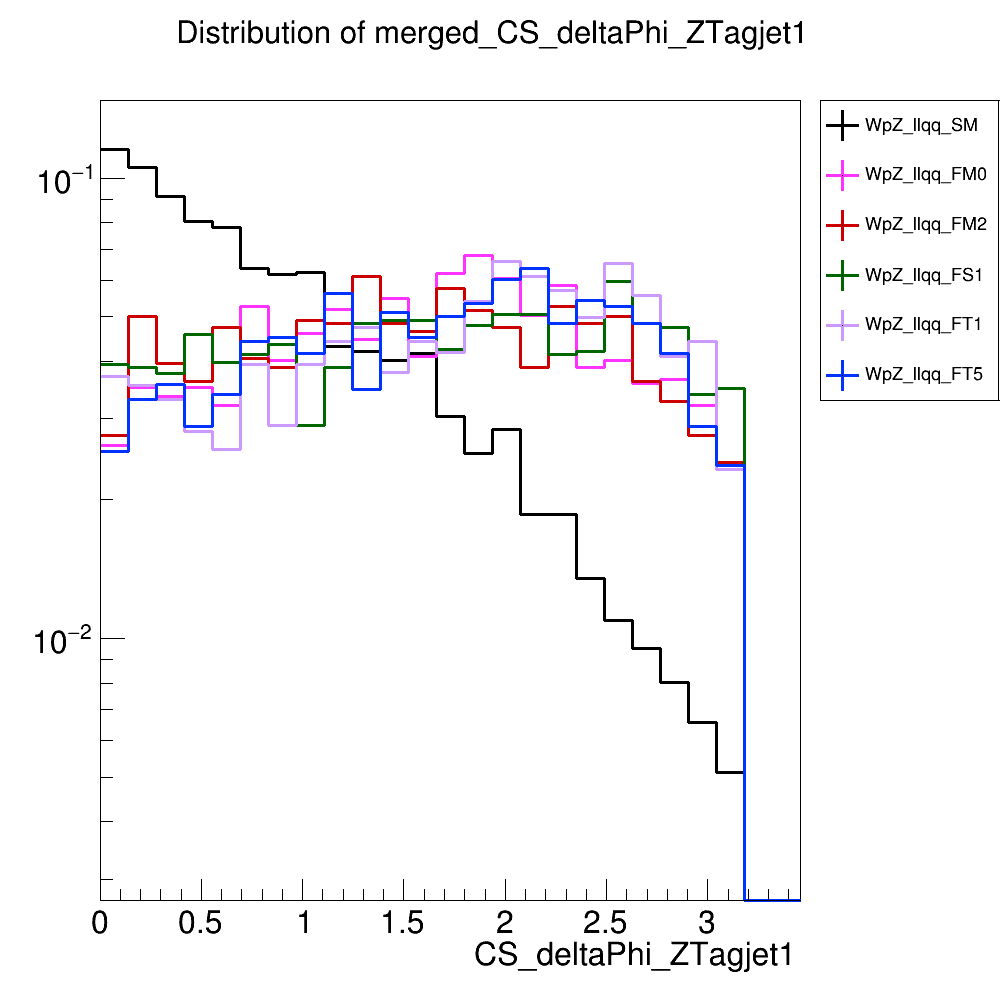 Distribution of merged_CS_deltaPhi_ZTagjet1
10⁻¹
10⁻²
0 0.5 1 1.5 2 2.5 3
CS_deltaPhi_ZTagjet1
WpZ_llqq_SM
WpZ_llqq_FM0
WpZ_llqq_FM2
WpZ_llqq_FS1
WpZ_llqq_FT1
WpZ_llqq_FT5